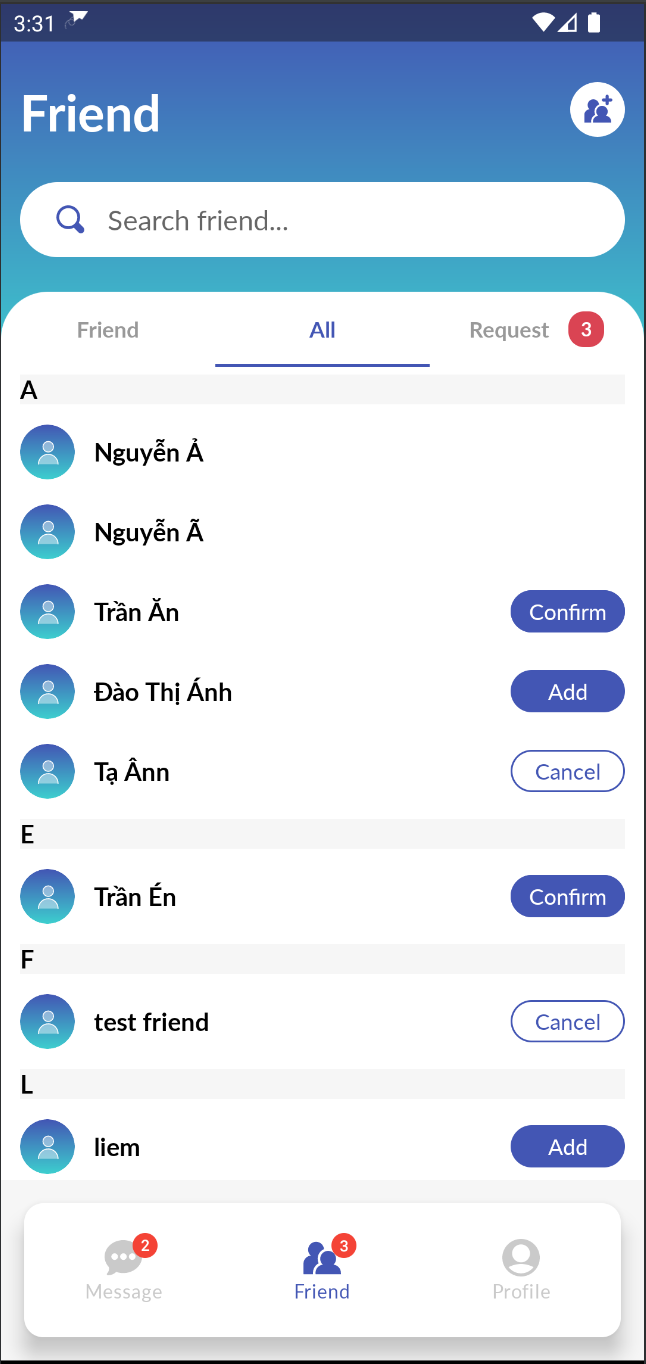 3:31
Friend
Search friend...
Friend All Request 3
A
Nguyễn Ả
Nguyễn Ã
Trần Ăn Confirm
Đào Thị Ánh Add
Tạ Ânn Cancel
E
Trần Én Confirm
F
test friend Cancel
L
liem Add
2 3
Message Friend Profile